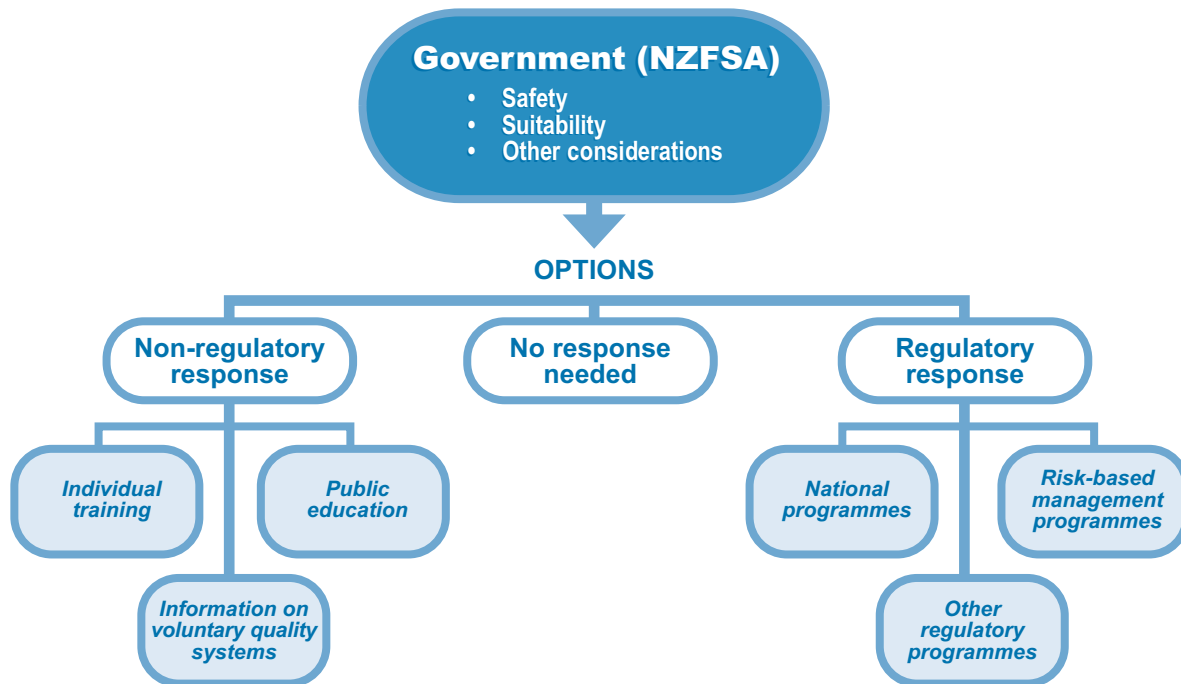 Government (NZFSA)
• Safety
• Suitability
• Other considerations
OPTIONS
Non-regulatory
response
No response
needed
Regulatory
response
Individual
training
Public
education
National
programmes
Risk-based
management
programmes
Information on
voluntary quality
systems
Other
regulatory
programmes